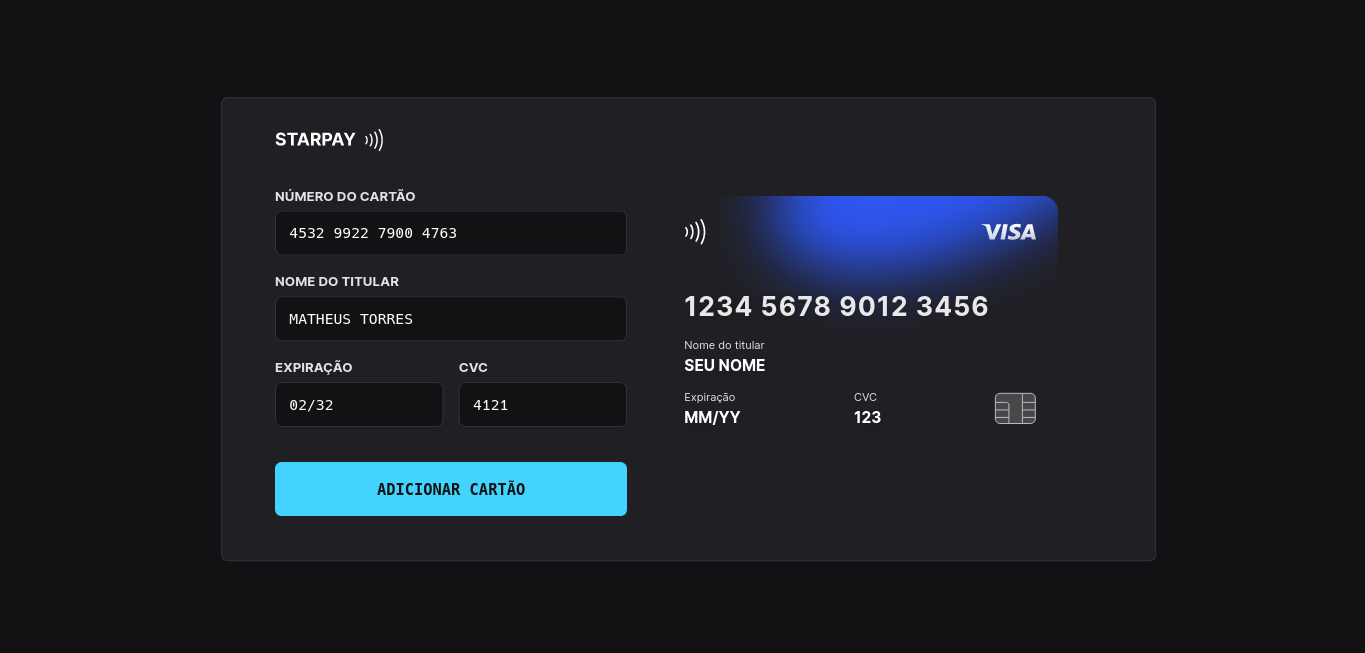 STARPAY
NÚMERO DO CARTÃO
4532 9922 7900 4763
NOME DO TITULAR
MATHEUS TORRES
EXPIRAÇÃO
CVC
02/32
4121
ADICIONAR CARTÃO
VISA
1234 5678 9012 3456
Nome do titular
SEU NOME
Expiração
CVC
MM/YY
123